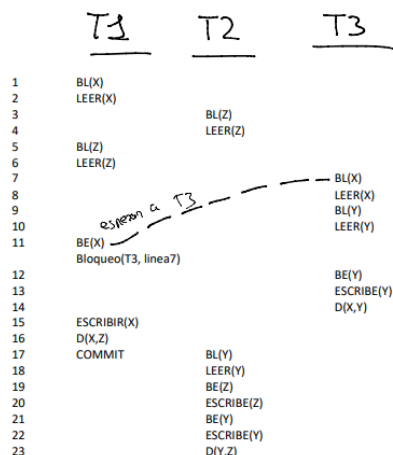 T1 T2 T3
1 BL(X)
2 LEER(X)
3 BL(Z)
4 LEER(Z)
5 BL(Z)
6 LEER(Z)
7 BL(X)
8 LEER(X)
9 BL(Y)
10 LEER(Y)
esperar a T3
11 BE(X)
Bloqueo(T3, linea7)
12 BE(Y)
13 ESCRIBE(Y)
14 D(X,Y)
15 ESCRIBIR(X)
16 D(X,Z)
17 COMMIT BL(Y)
18 LEER(Y)
19 BE(Z)
20 ESCRIBE(Z)
21 BE(Y)
22 ESCRIBE(Y)
23 D(Y,Z)